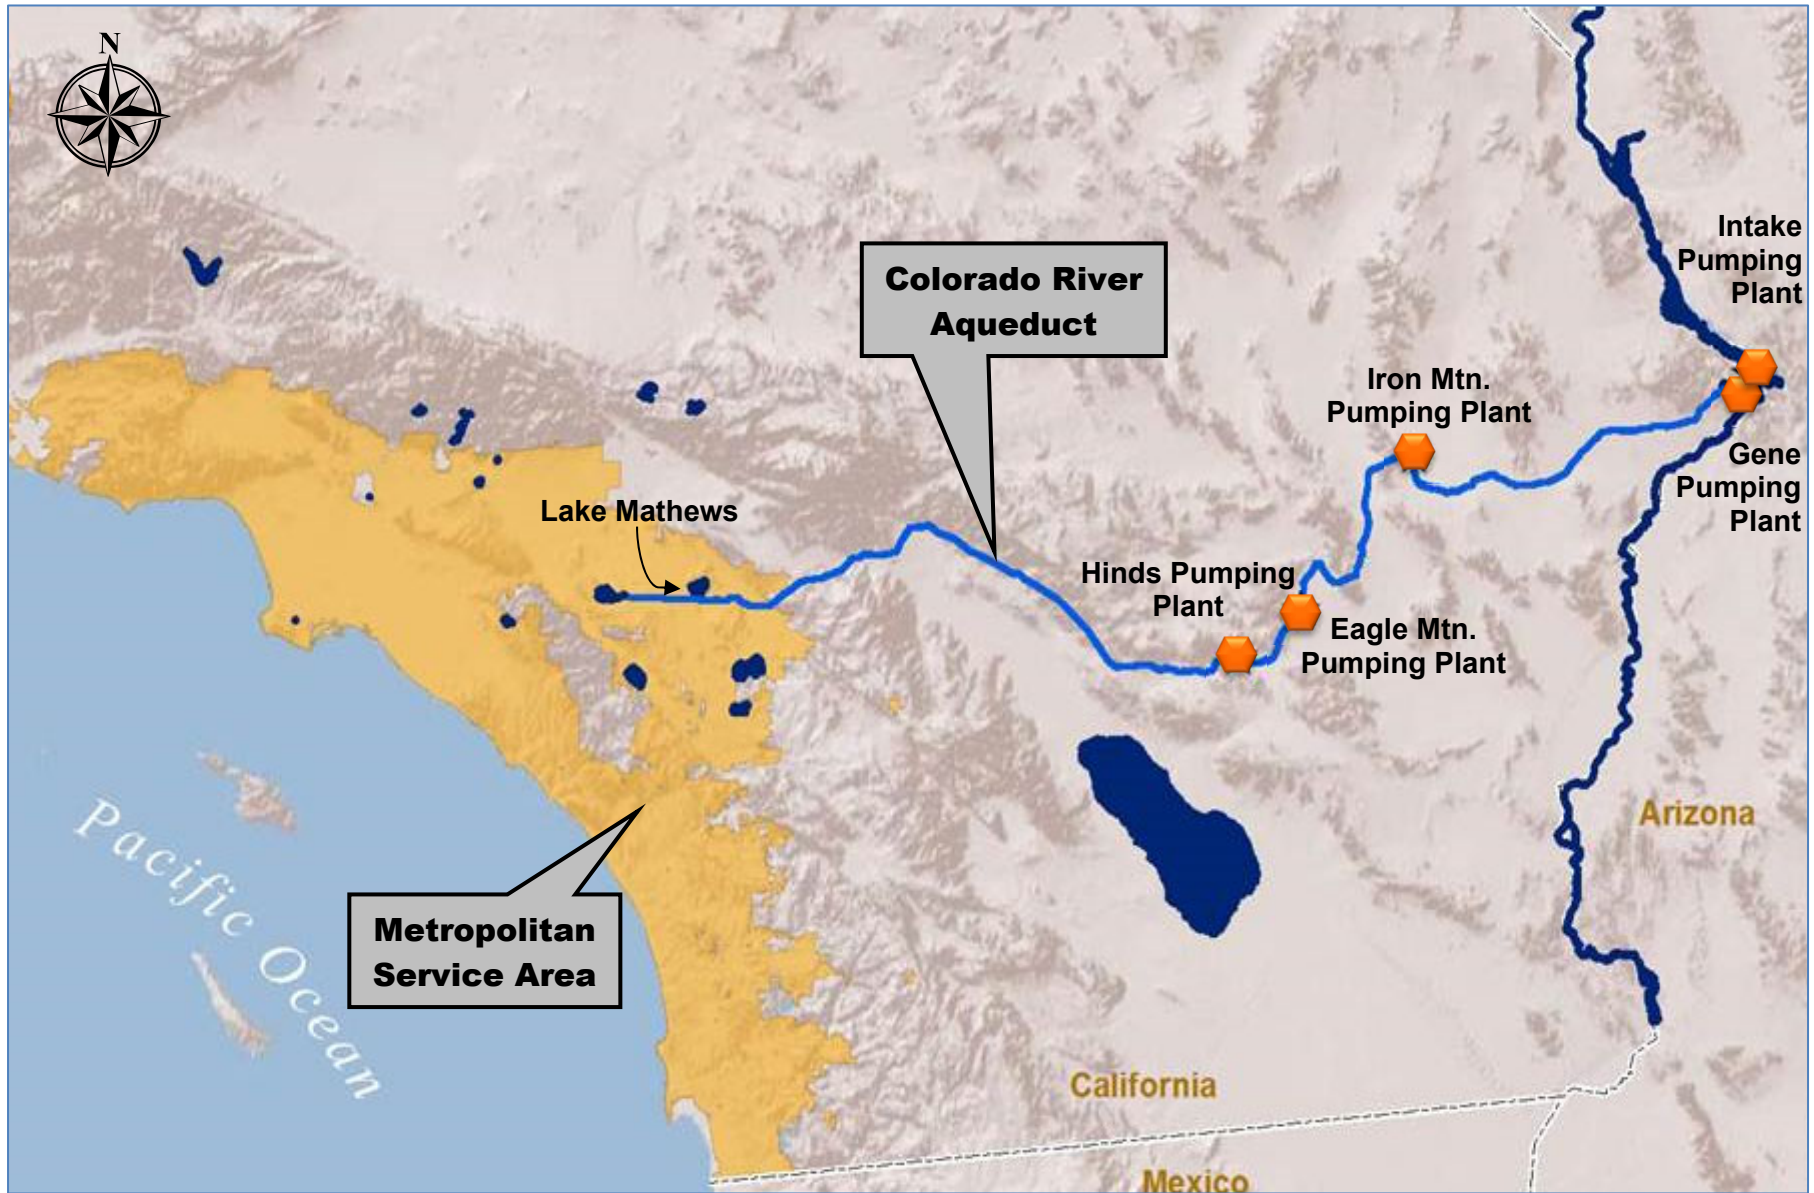 N
Intake
Pumping
Plant
Colorado River
Aqueduct
Iron Mtn.
Pumping Plant
Gene
Pumping
Plant
Lake Mathews
Hinds Pumping
Plant
Eagle Mtn.
Pumping Plant
Arizona
Pacific Ocean
Metropolitan
Service Area
California
Mexico